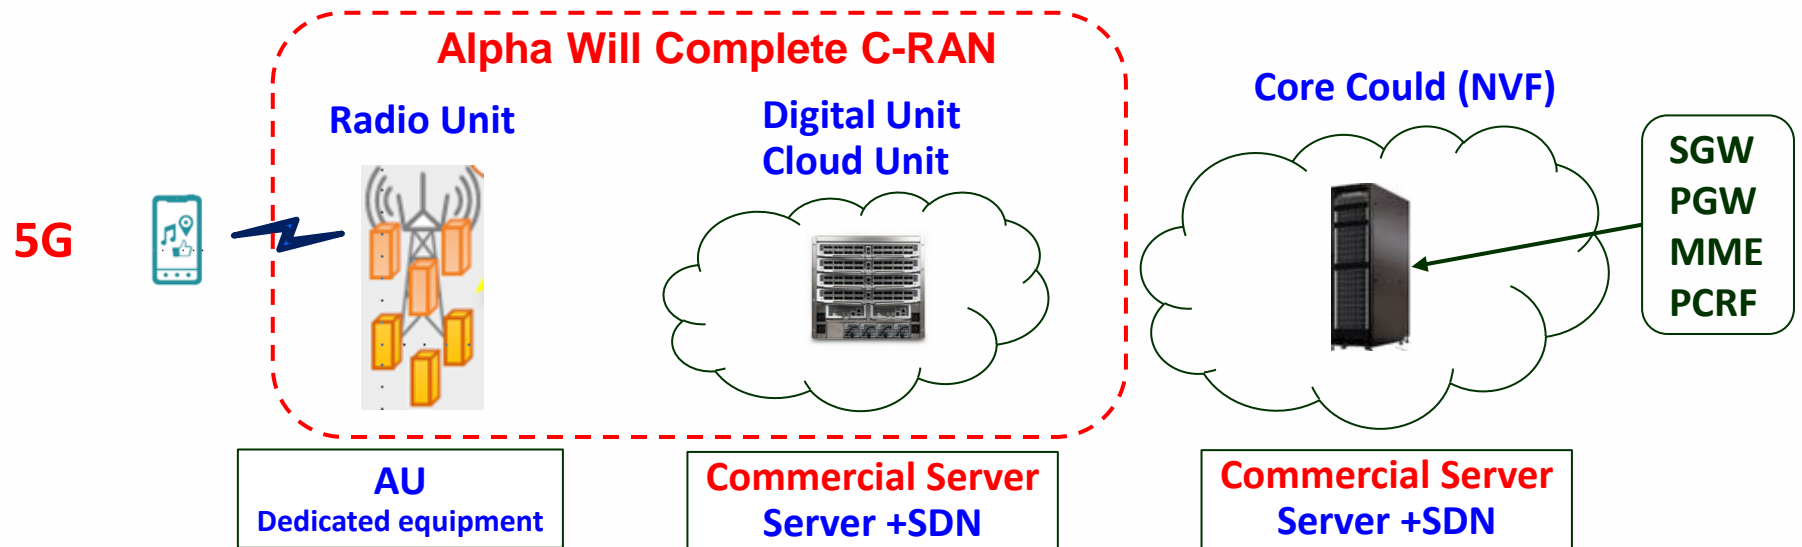 Alpha Will Complete C-RAN
Radio Unit
Digital Unit
Cloud Unit
Core Could (NVF)
5G
SGW
PGW
MME
PCRF
AU
Dedicated equipment
Commercial Server
Server +SDN
Commercial Server
Server +SDN